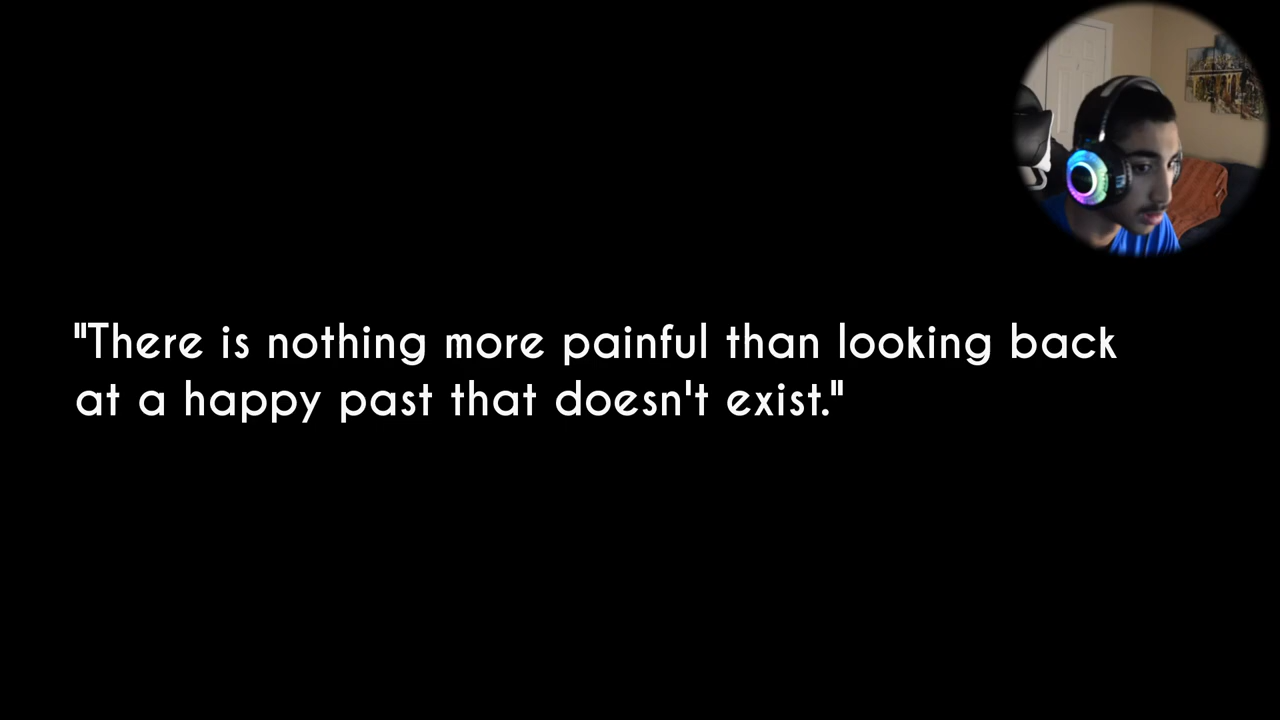 "There is nothing more painful than looking back
at a happy past that doesn't exist."